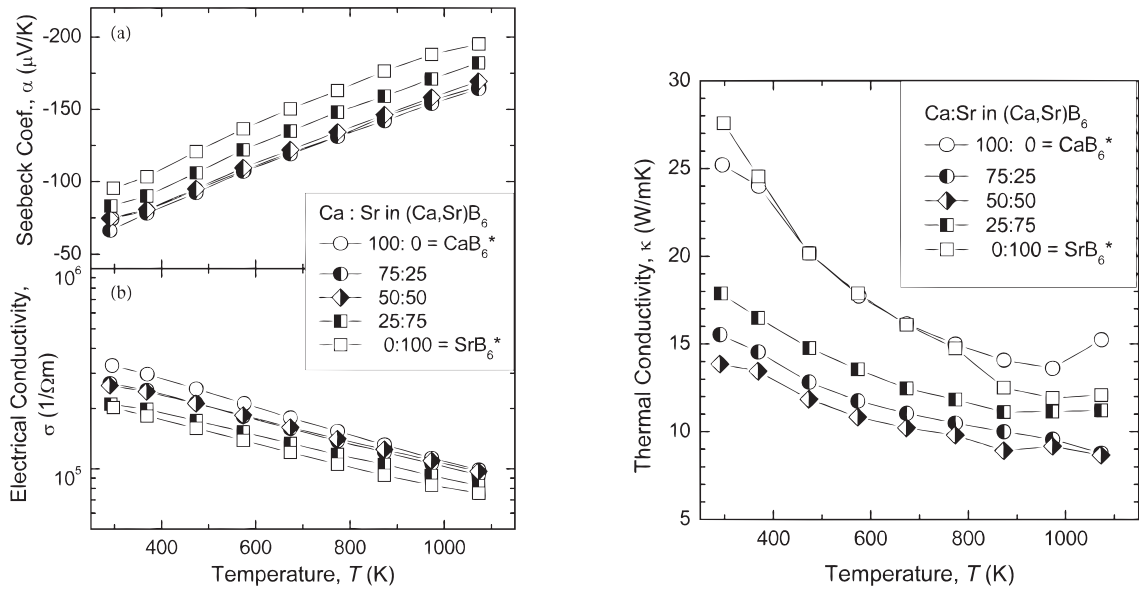 -200
-150
-100
-50
Seebeck Coef., α (μV/K)
(a)
Ca : Sr in (Ca,Sr)B6
100: 0 = CaB6*
75:25
50:50
25:75
0:100 = SrB6*
(b)
10^6
10^5
Electrical Conductivity,
σ (1/Ωm)
400 600 800 1000
Temperature, T (K)
30
25
20
15
10
5
Thermal Conductivity, κ (W/mK)
Ca:Sr in (Ca,Sr)B6
100: 0 = CaB6*
75:25
50:50
25:75
0:100 = SrB6*
400 600 800 1000
Temperature, T (K)